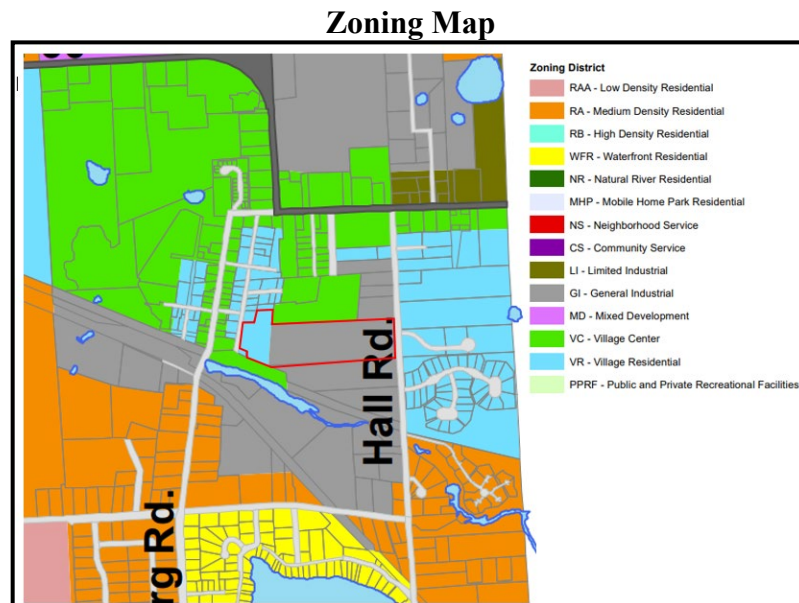 Zoning Map
Zoning District
RAA - Low Density Residential
RA - Medium Density Residential
RB - High Density Residential
WFR - Waterfront Residential
NR - Natural River Residential
MHP - Mobile Home Park Residential
NS - Neighborhood Service
CS - Community Service
LI - Limited Industrial
GI - General Industrial
MD - Mixed Development
VC - Village Center
VR - Village Residential
PPRF - Public and Private Recreational Facilities
Hall Rd.
rg Rd.